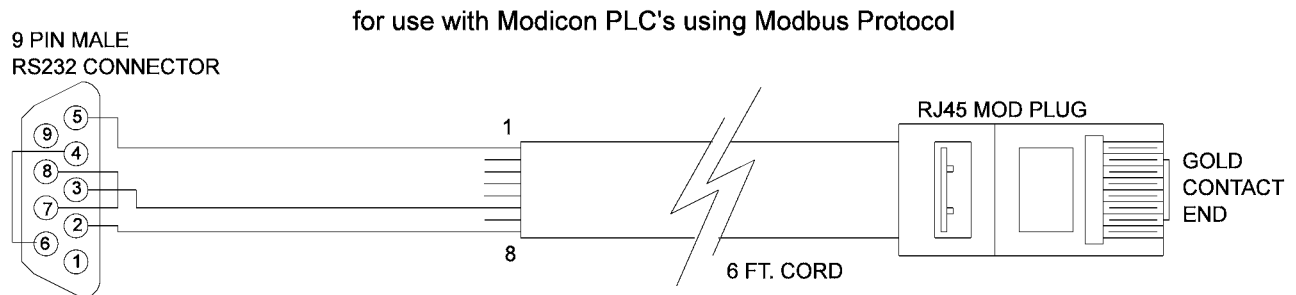 for use with Modicon PLC's using Modbus Protocol
9 PIN MALE
RS232 CONNECTOR
5
9
4
8
3
7
2
6
1
1
8
6 FT. CORD
RJ45 MOD PLUG
GOLD
CONTACT
END